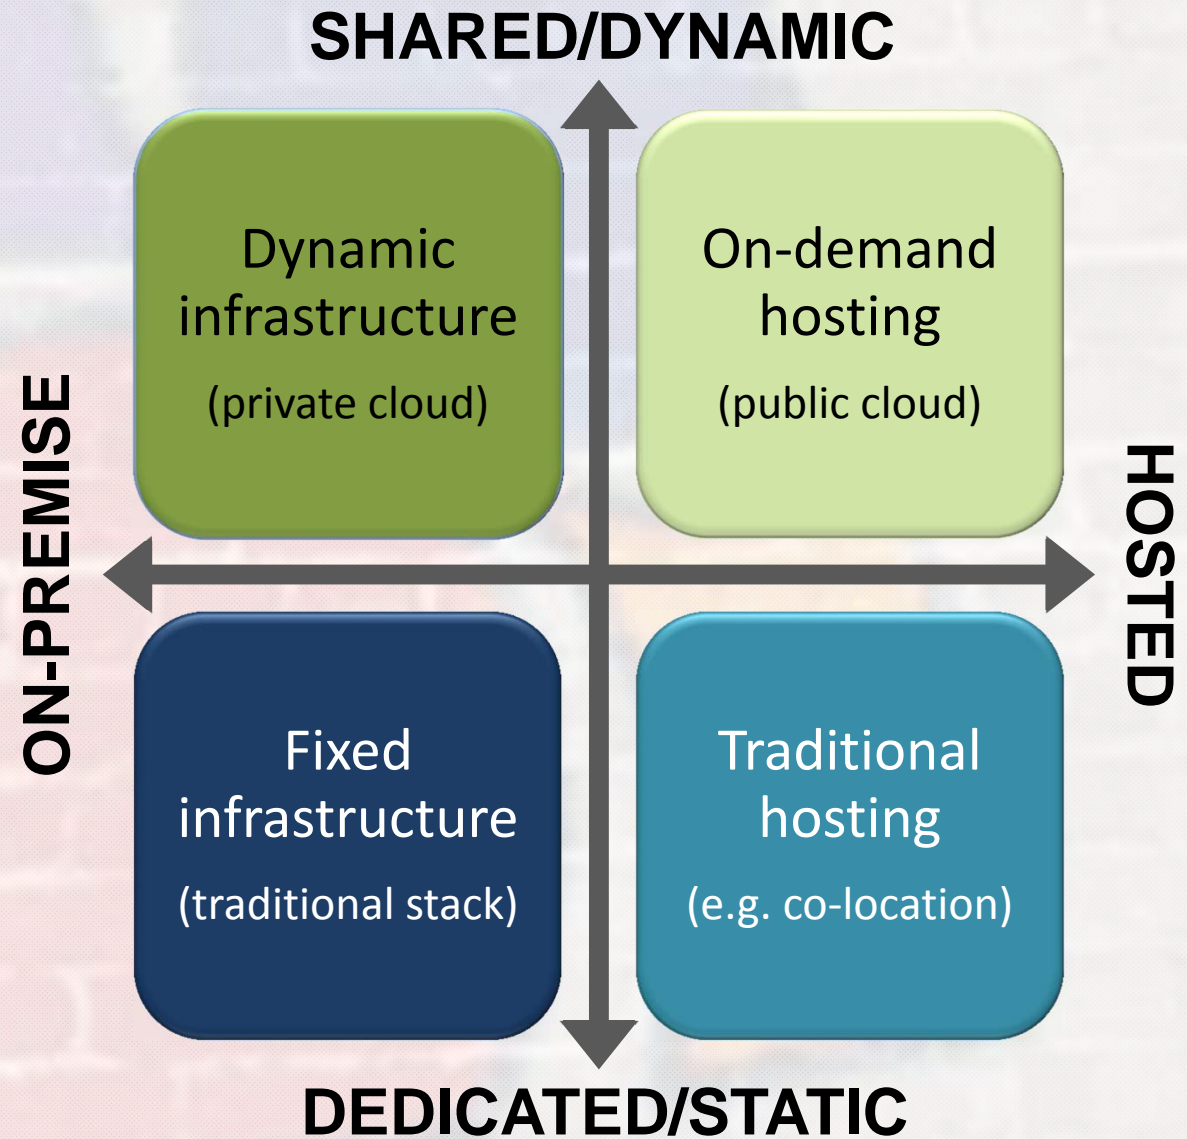 SHARED/DYNAMIC
Dynamic
infrastructure
(private cloud)
On-demand
hosting
(public cloud)
ON-PREMISE
HOSTED
Fixed
infrastructure
(traditional stack)
Traditional
hosting
(e.g. co-location)
DEDICATED/STATIC